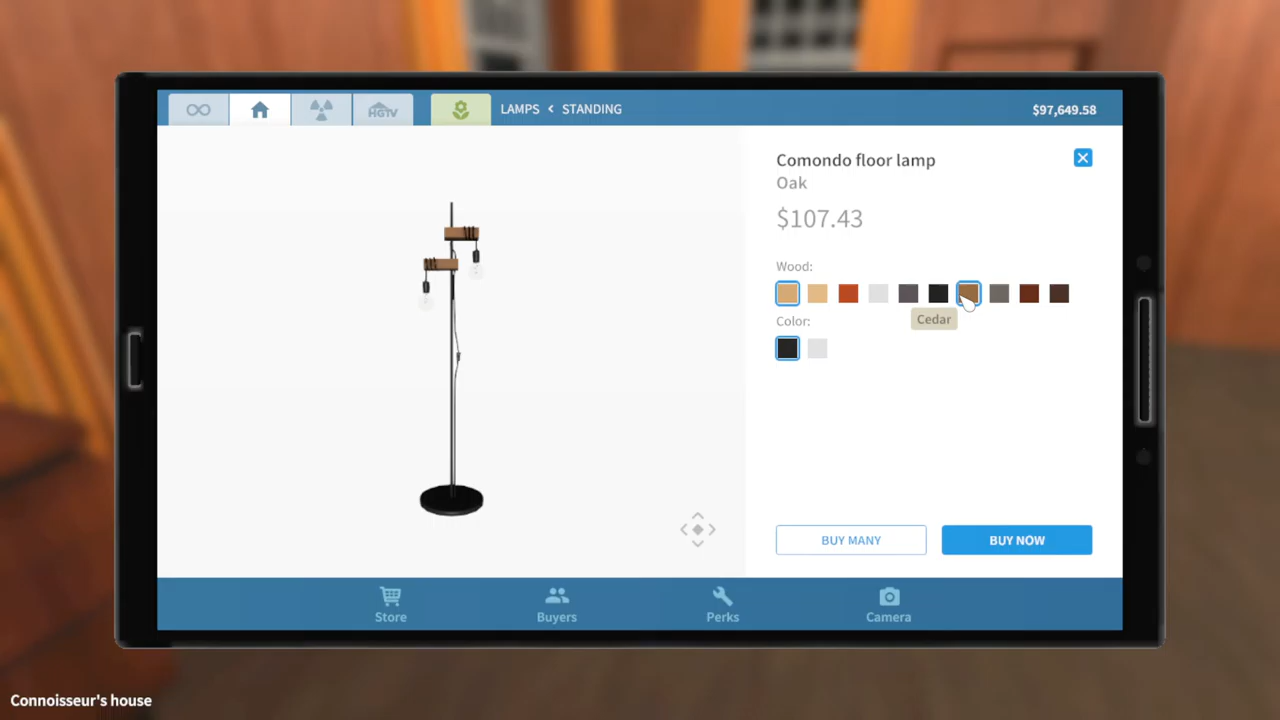 HGTV
LAMPS < STANDING
$97,649.58
Comondo floor lamp
Oak
$107.43
Wood:
Cedar
Color:
BUY MANY
BUY NOW
Store
Buyers
Perks
Camera
Connoisseur's house